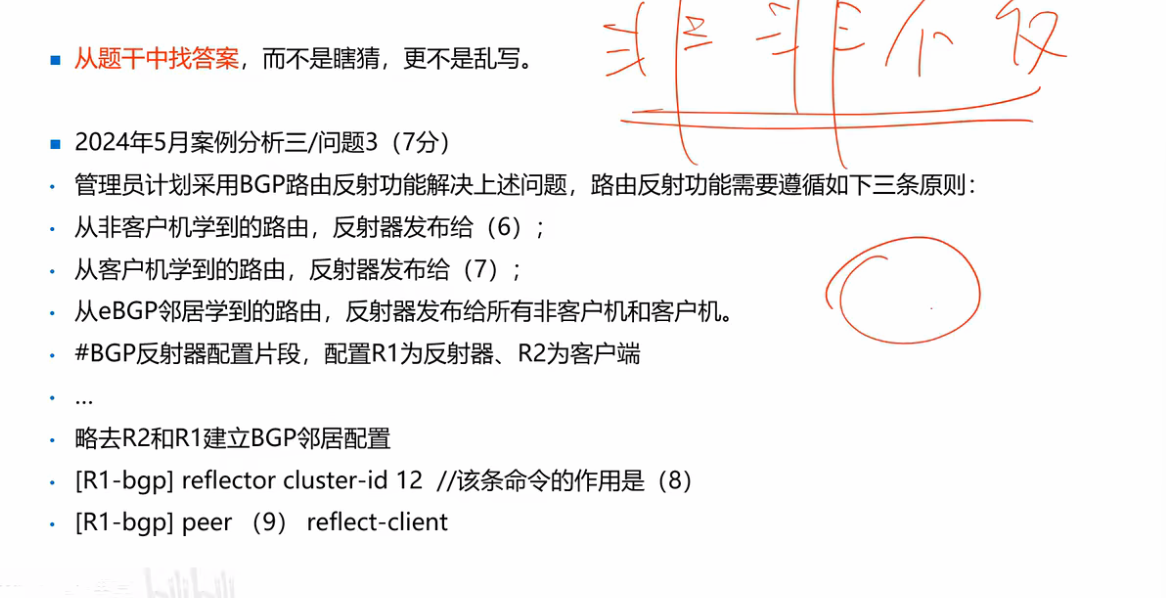 从题干中找答案，而不是瞎猜，更不是乱写。
非 非 不 仅
2024年5月案例分析三/问题3（7分）
管理员计划采用BGP路由反射功能解决上述问题，路由反射功能需要遵循如下三条原则：
从非客户机学到的路由，反射器发布给（6）；
从客户机学到的路由，反射器发布给（7）；
从eBGP邻居学到的路由，反射器发布给所有非客户机和客户机。
#BGP反射器配置片段，配置R1为反射器、R2为客户端
...
略去R2和R1建立BGP邻居配置
[R1-bgp] reflector cluster-id 12 //该条命令的作用是（8）
[R1-bgp] peer （9） reflect-client
bilibili